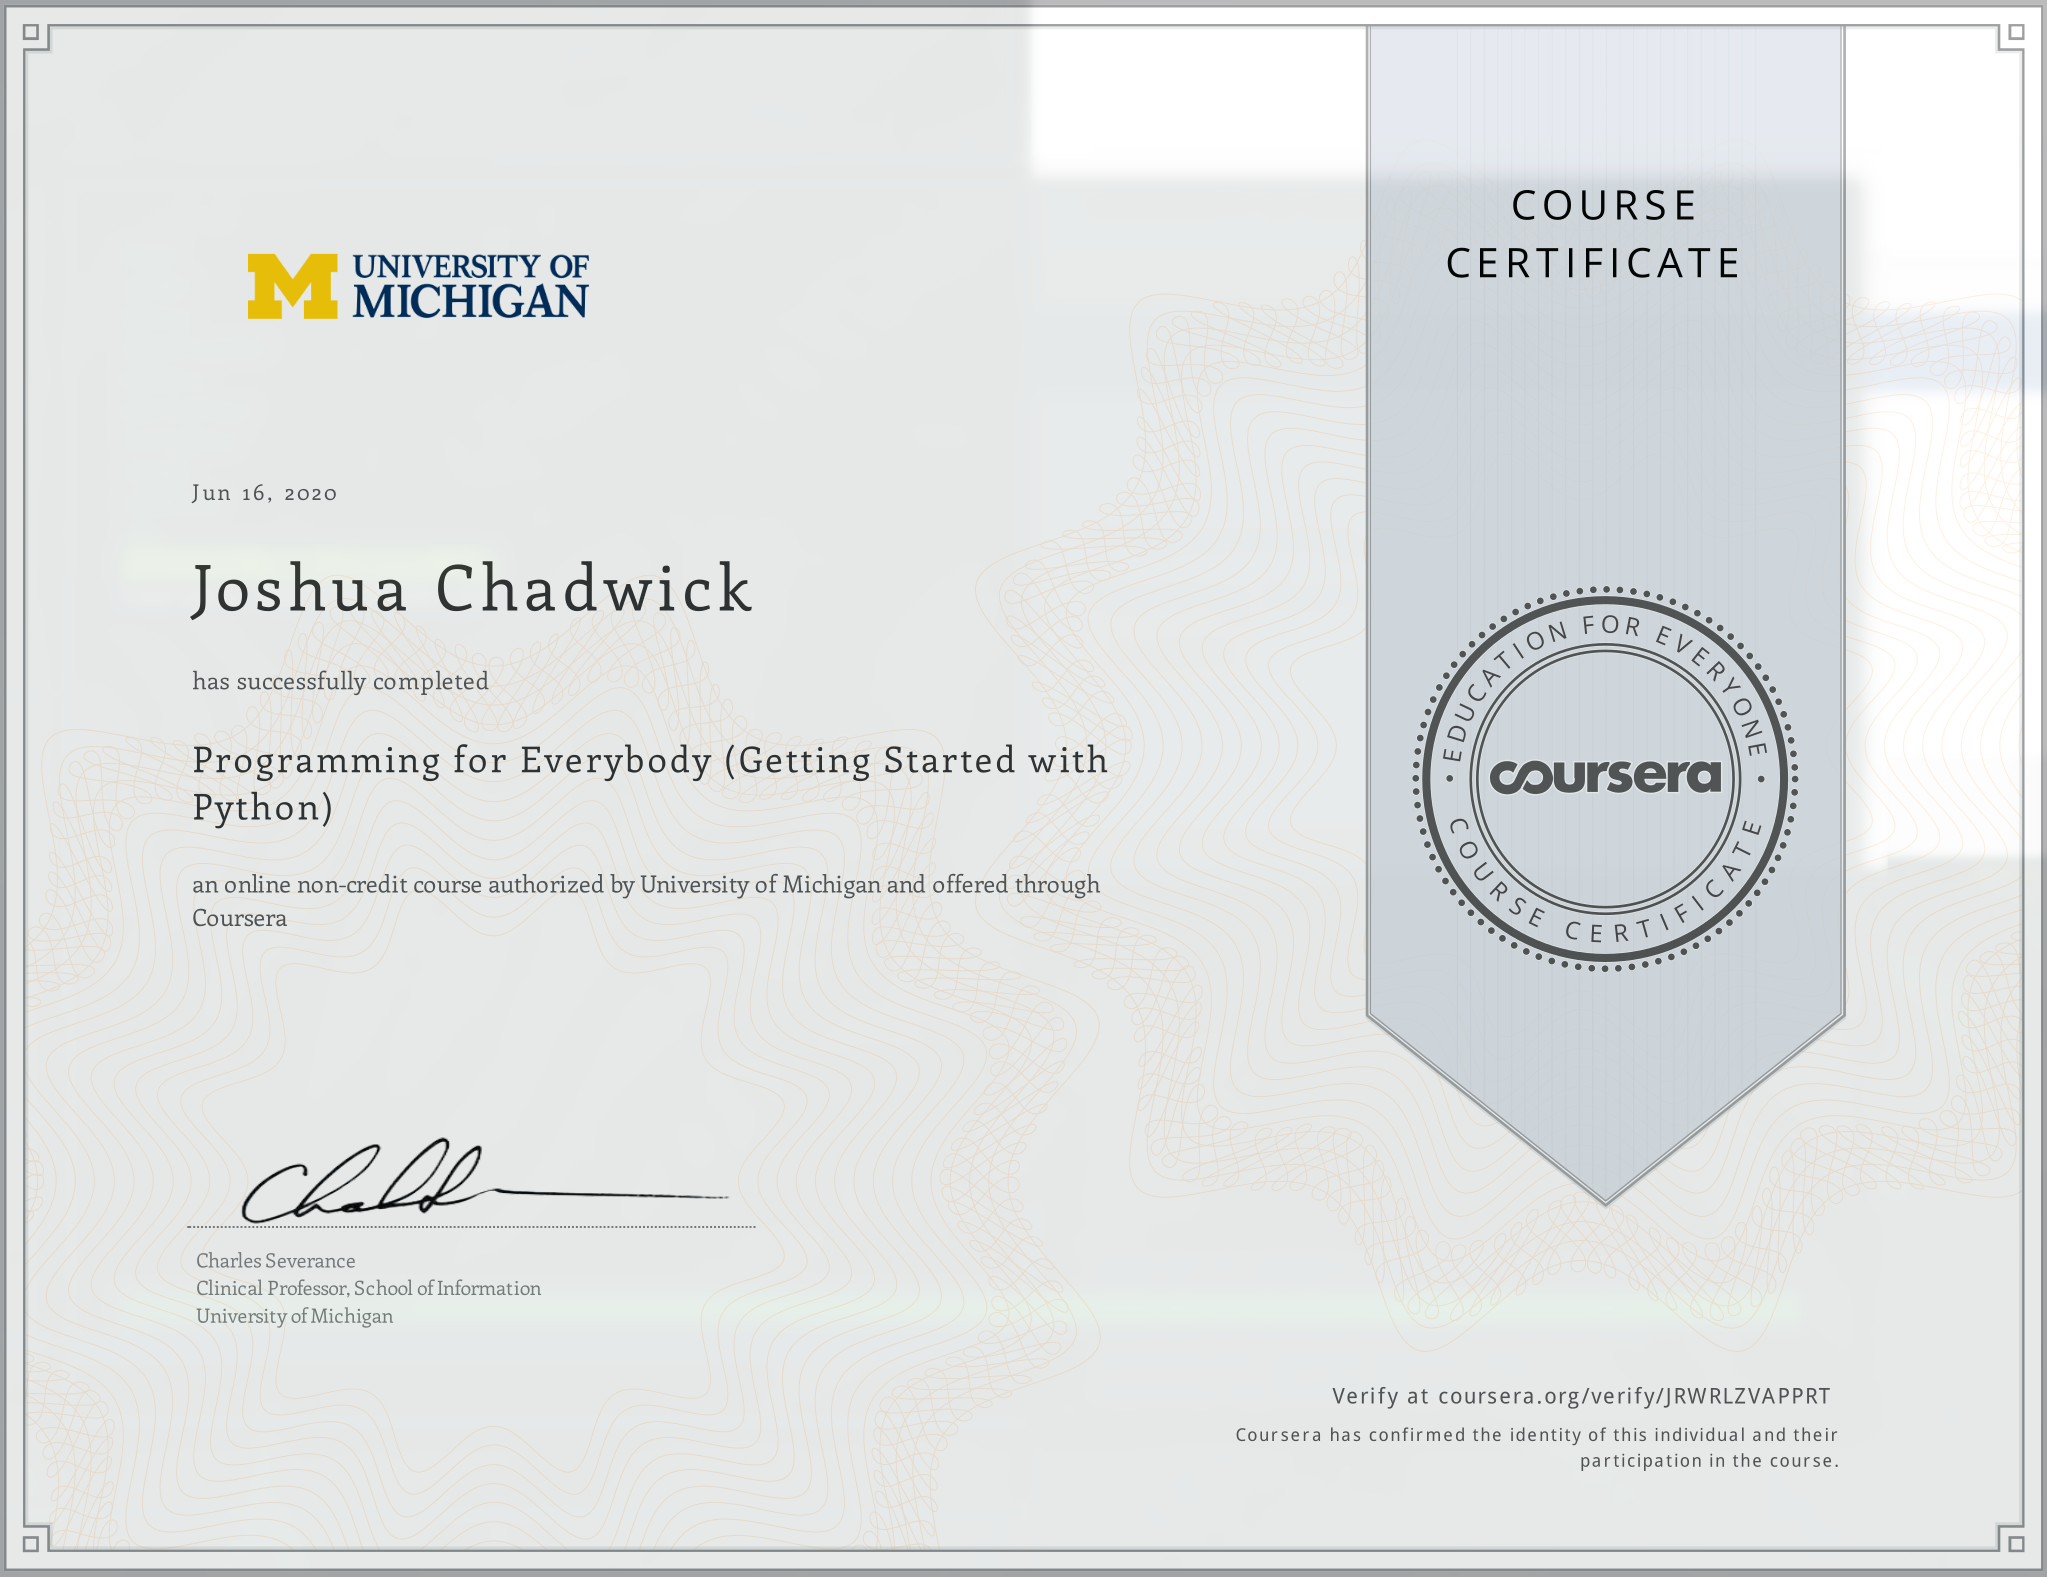 UNIVERSITY OF
MICHIGAN
COURSE
CERTIFICATE
Jun 16, 2020
Joshua Chadwick
has successfully completed
Programming for Everybody (Getting Started with
Python)
an online non-credit course authorized by University of Michigan and offered through
Coursera
EDUCATION FOR EVERYONE
coursera
COURSE CERTIFICATE
Charles Severance
Clinical Professor, School of Information
University of Michigan
Verify at coursera.org/verify/JRWRLZVAPPRT
Coursera has confirmed the identity of this individual and their
participation in the course.